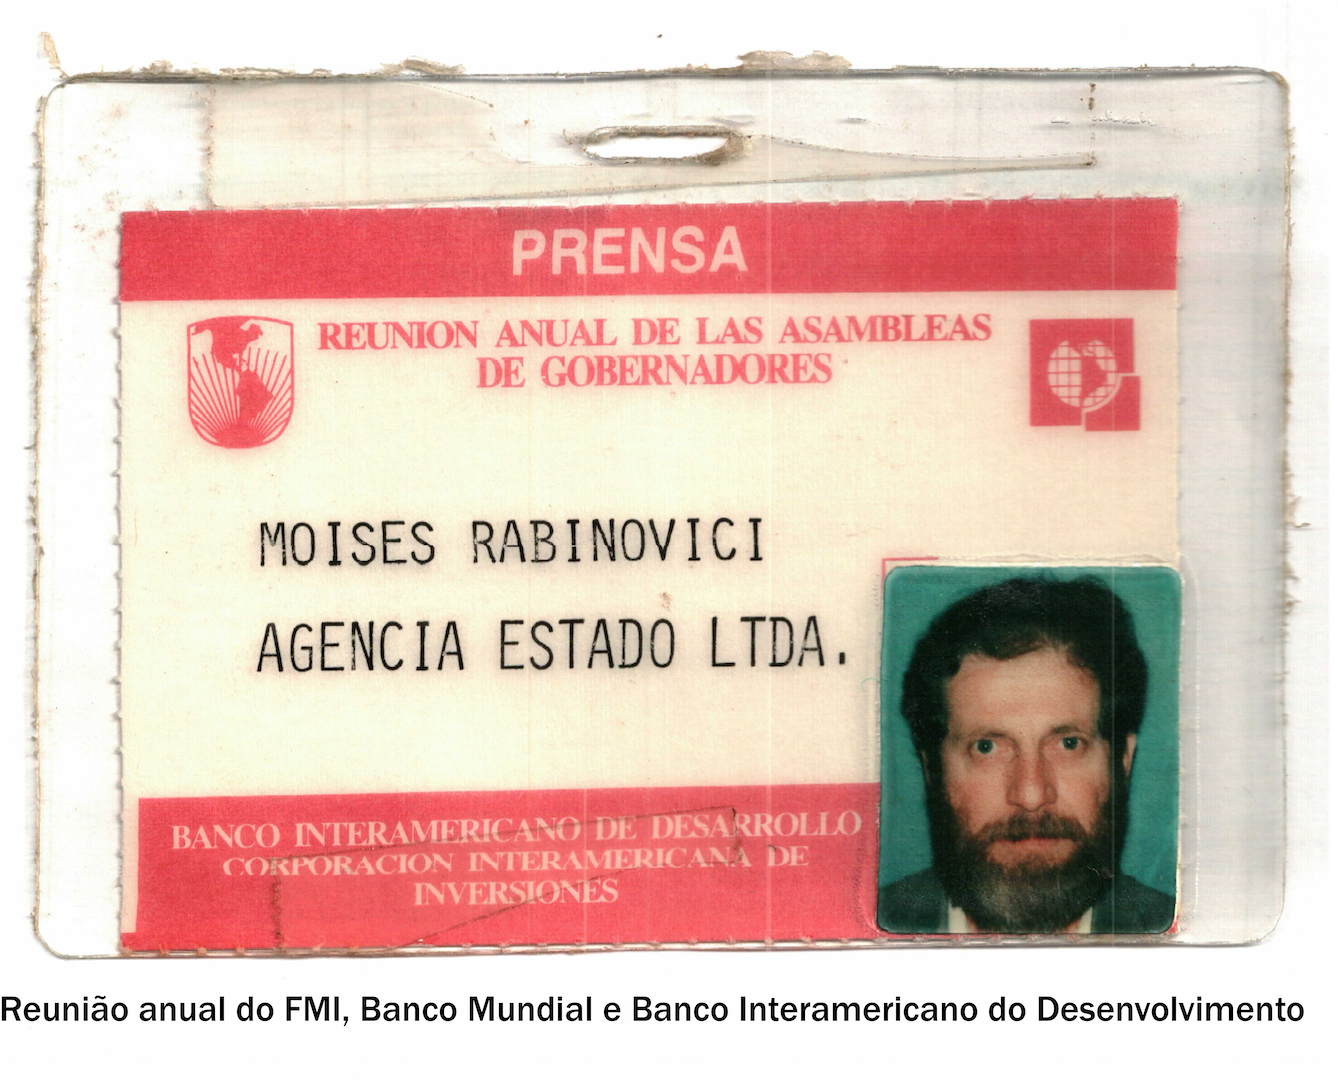 PRENSA
REUNION ANUAL DE LAS ASAMBLEAS
DE GOBERNADORES
MOISES RABINOVICI
AGENCIA ESTADO LTDA.
BANCO INTERAMERICANO DE DESARROLLO
CORPORACION INTERAMERICANA DE
INVERSIONES
Reunião anual do FMI, Banco Mundial e Banco Interamericano do Desenvolvimento